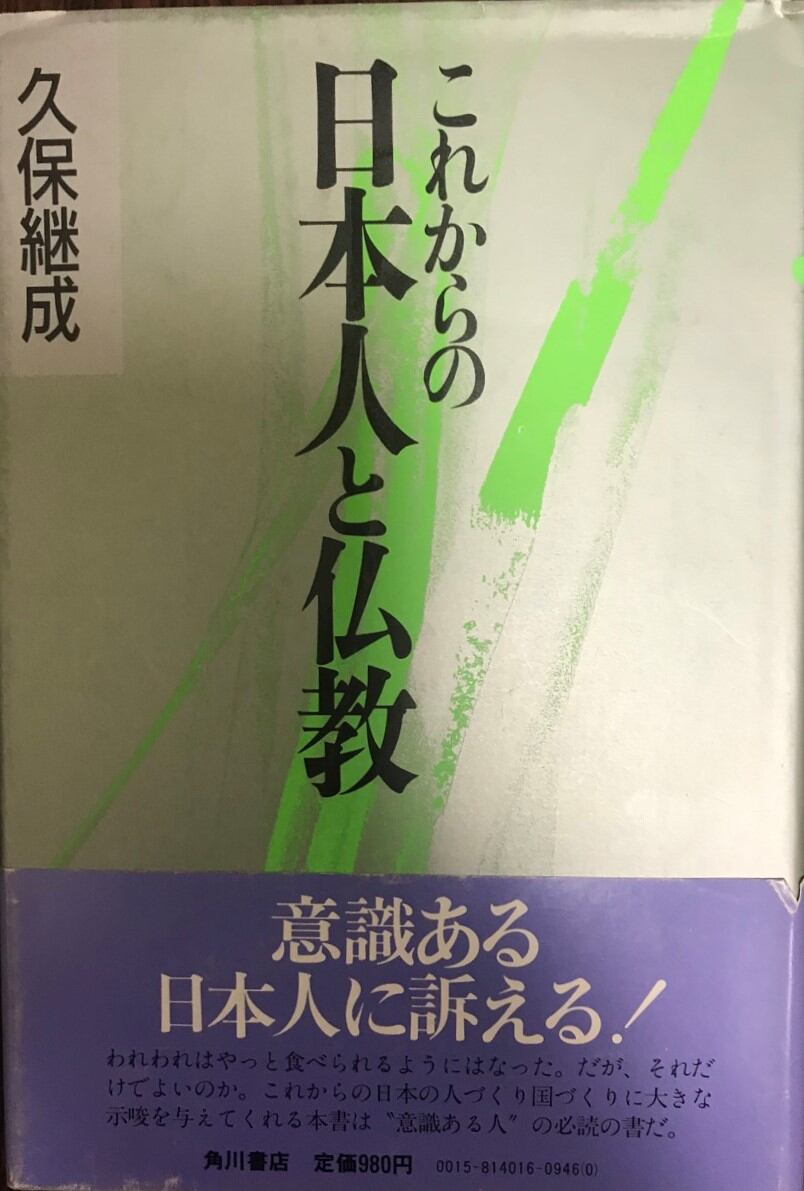 これからの
日本人と仏教
久保継成
意識ある
日本人に訴える！
われわれはやっと食べられるようにはなった。だが、それだ
けでよいのか。これからの日本の人づくり国づくりに大きな
示唆を与えてくれる本書は〝意識ある人〟の必読の書だ。
角川書店 定価980円 0015-814016-0946(0)